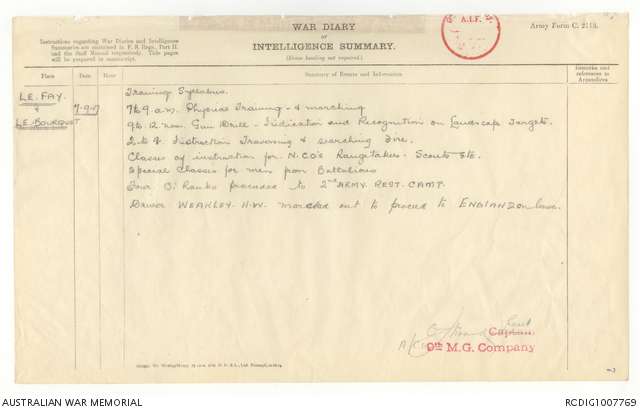 WAR DIARY
or
INTELLIGENCE SUMMARY.
(Erase heading not required.)
A.I.F.
Army Form C. 2118.
Instructions regarding War Diaries and Intelligence
Summaries are contained in F. S. Regs., Part II.
and the Staff Manual respectively. Title pages
will be prepared in manuscript.
Place
Date
Hour
Summary of Events and Information
Remarks and
references to
Appendices
LE. FAY.
&
LE. BOURQUET
7-9-17
Training Syllabus.
7 to 9 a.m. Physical Training - & marching
9 to 12 noon. Gun Drill - Indication and Recognition on Landscape Targets.
2 to 4 Instruction Traversing & searching fire.
Classes of instruction for N.C.O's Rangetakers - Scouts Etc.
Special Classes for men from Battalions
Four O. Ranks proceeded to 2nd ARMY REST. CAMP.
Driver WEAKLEY. H.W. marched out to proceed to ENGLAND on leave.
Lieut
Captain
9th M.G. Company
AUSTRALIAN WAR MEMORIAL
RCDIG1007769